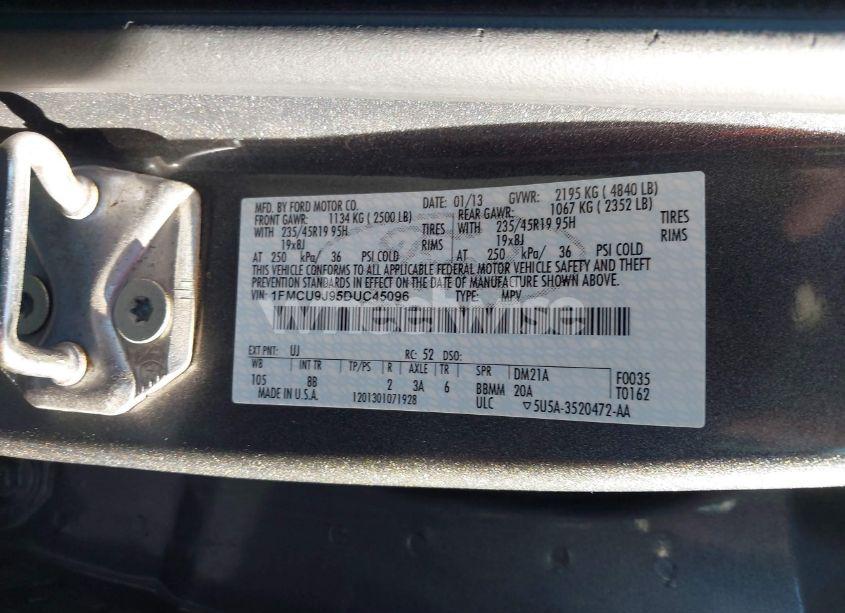 MFD. BY FORD MOTOR CO. DATE: 01/13 GVWR: 2195 KG ( 4840 LB)
FRONT GAWR: 1134 KG ( 2500 LB) REAR GAWR: 1067 KG ( 2352 LB)
WITH 235/45R19 95H TIRES WITH 235/45R19 95H TIRES
19x8J RIMS 19x8J RIMS
AT 250 kPa/ 36 PSI COLD AT 250 kPa/ 36 PSI COLD
THIS VEHICLE CONFORMS TO ALL APPLICABLE FEDERAL MOTOR VEHICLE SAFETY AND THEFT
PREVENTION STANDARDS IN EFFECT ON THE DATE OF MANUFACTURE SHOWN ABOVE.
VIN: 1FMCU9J95DUC45096 TYPE: MPV
EXT PNT: UJ RC: 52 DSO:
WB INT TR TP/PS R AXLE TR SPR DM21A F0035
105 8B 2 3A 6 BBMM 20A T0162
MADE IN U.S.A. 1201301071928 ULC ▽5U5A-3520472-AA